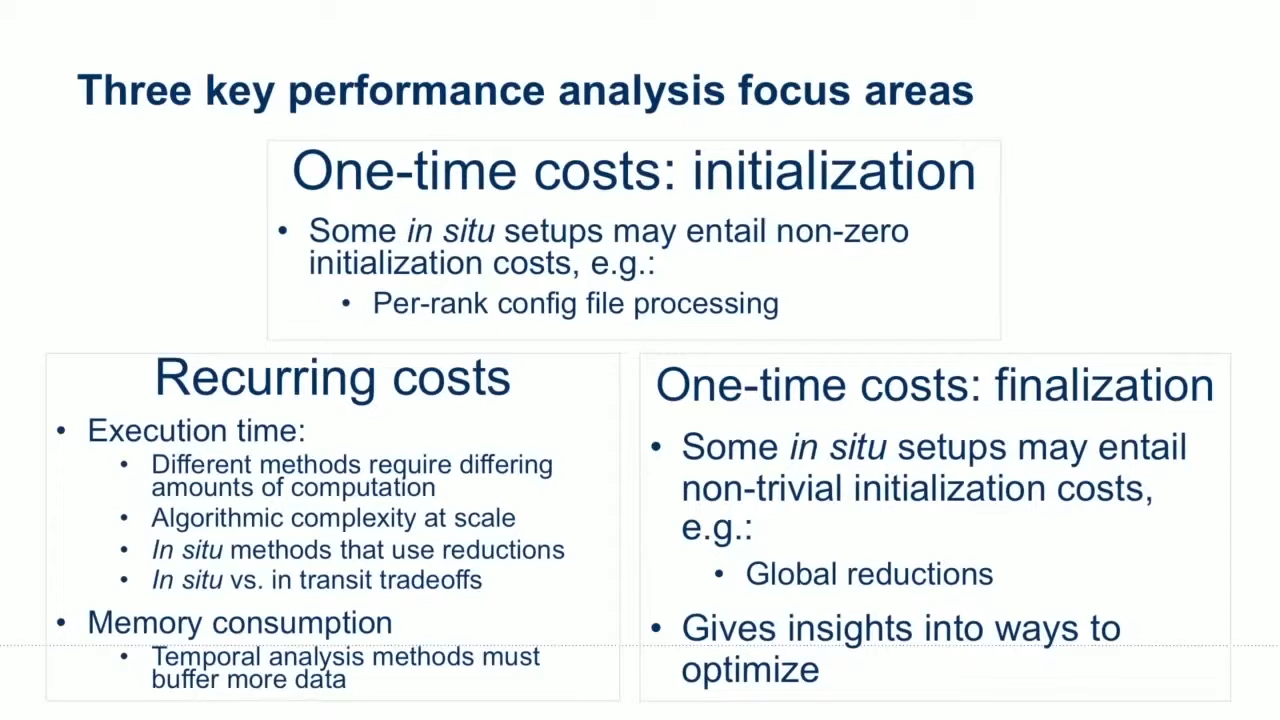 Three key performance analysis focus areas
One-time costs: initialization
• Some in situ setups may entail non-zero
initialization costs, e.g.:
• Per-rank config file processing
Recurring costs
• Execution time:
• Different methods require differing
amounts of computation
• Algorithmic complexity at scale
• In situ methods that use reductions
• In situ vs. in transit tradeoffs
• Memory consumption
• Temporal analysis methods must
buffer more data
One-time costs: finalization
• Some in situ setups may entail
non-trivial initialization costs,
e.g.:
• Global reductions
• Gives insights into ways to
optimize